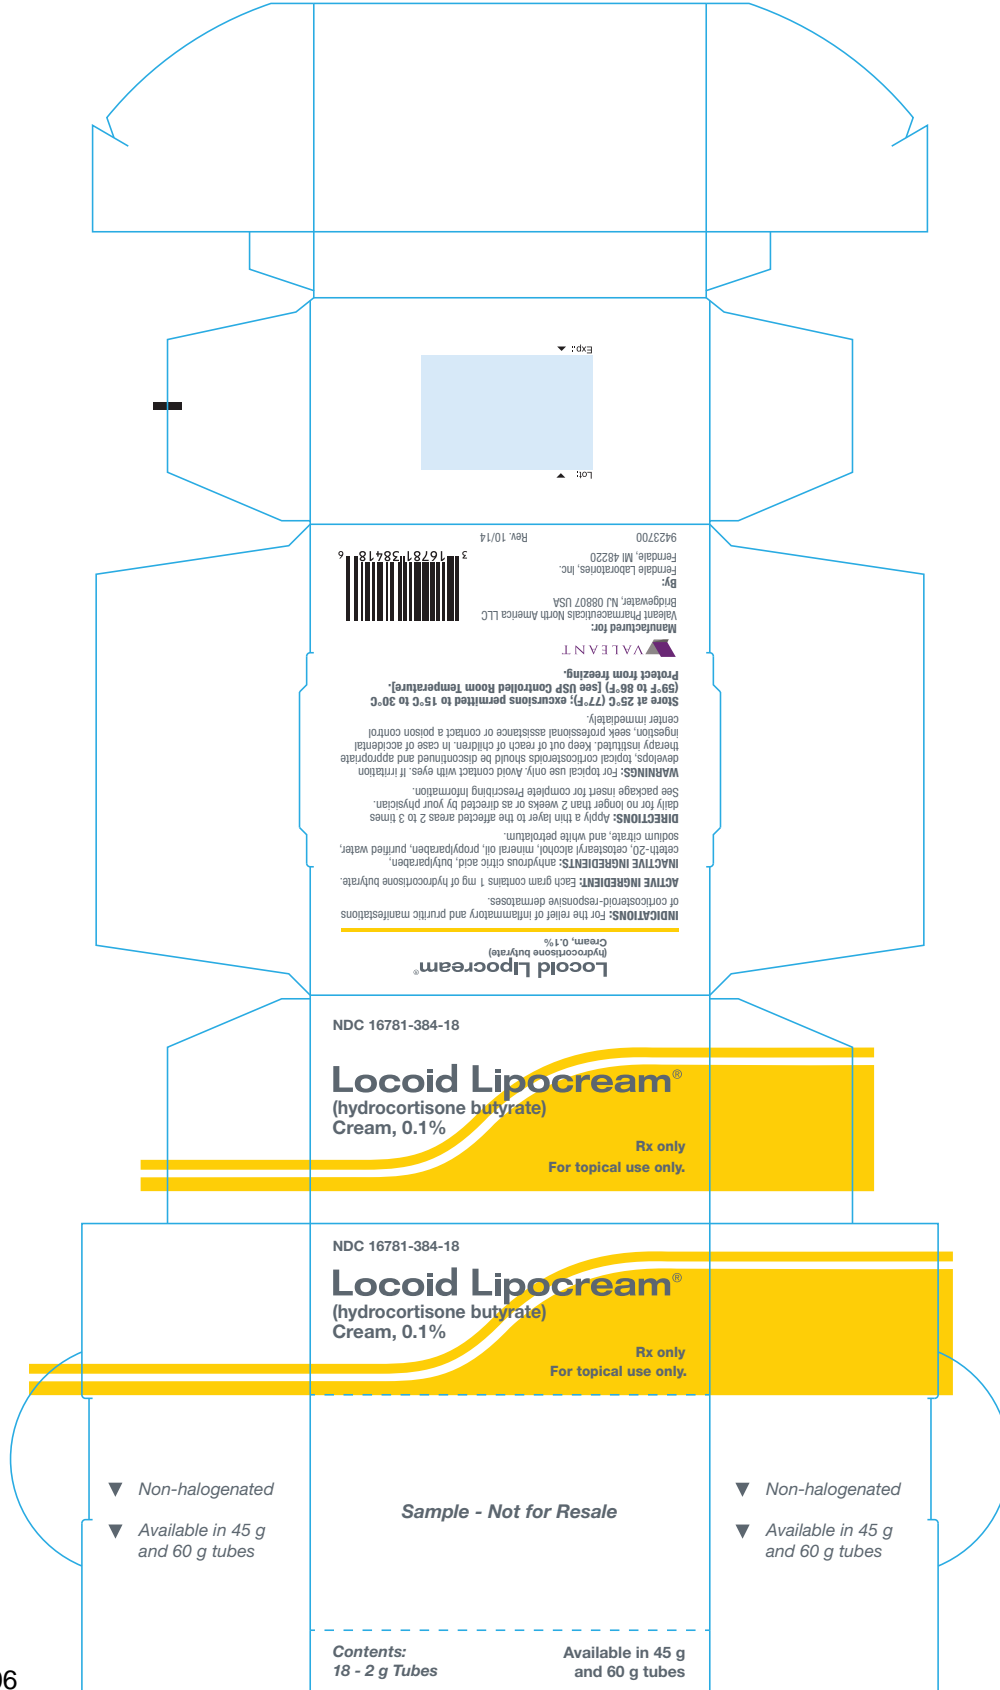 Exp.: ▼
Lot: ▲
Locoid Lipocream®
(hydrocortisone butyrate)
Cream, 0.1%
INDICATIONS: For the relief of inflammatory and pruritic manifestations
of corticosteroid-responsive dermatoses.
ACTIVE INGREDIENT: Each gram contains 1 mg of hydrocortisone butyrate.
INACTIVE INGREDIENTS: anhydrous citric acid, butylparaben,
ceteth-20, cetostearyl alcohol, mineral oil, propylparaben, purified water,
sodium citrate, and white petrolatum.
DIRECTIONS: Apply a thin layer to the affected areas 2 to 3 times
daily for no longer than 2 weeks or as directed by your physician.
See package insert for complete Prescribing Information.
WARNINGS: For topical use only. Avoid contact with eyes. If irritation
develops, topical corticosteroids should be discontinued and appropriate
therapy instituted. Keep out of reach of children. In case of accidental
ingestion, seek professional assistance or contact a poison control
center immediately.
Store at 25°C (77°F); excursions permitted to 15°C to 30°C
(59°F to 86°F) [see USP Controlled Room Temperature].
Protect from freezing.
VALEANT
Manufactured for:
Valeant Pharmaceuticals North America LLC
Bridgewater, NJ 08807 USA
By:
Ferndale Laboratories, Inc.
Ferndale, MI 48220
9423700 Rev. 10/14
3 16781 38418 6
NDC 16781-384-18
Locoid Lipocream®
(hydrocortisone butyrate)
Cream, 0.1%
Rx only
For topical use only.
NDC 16781-384-18
Locoid Lipocream®
(hydrocortisone butyrate)
Cream, 0.1%
Rx only
For topical use only.
▼ Non-halogenated
▼ Available in 45 g
and 60 g tubes
Sample - Not for Resale
▼ Non-halogenated
▼ Available in 45 g
and 60 g tubes
Contents:
18 - 2 g Tubes
Available in 45 g
and 60 g tubes